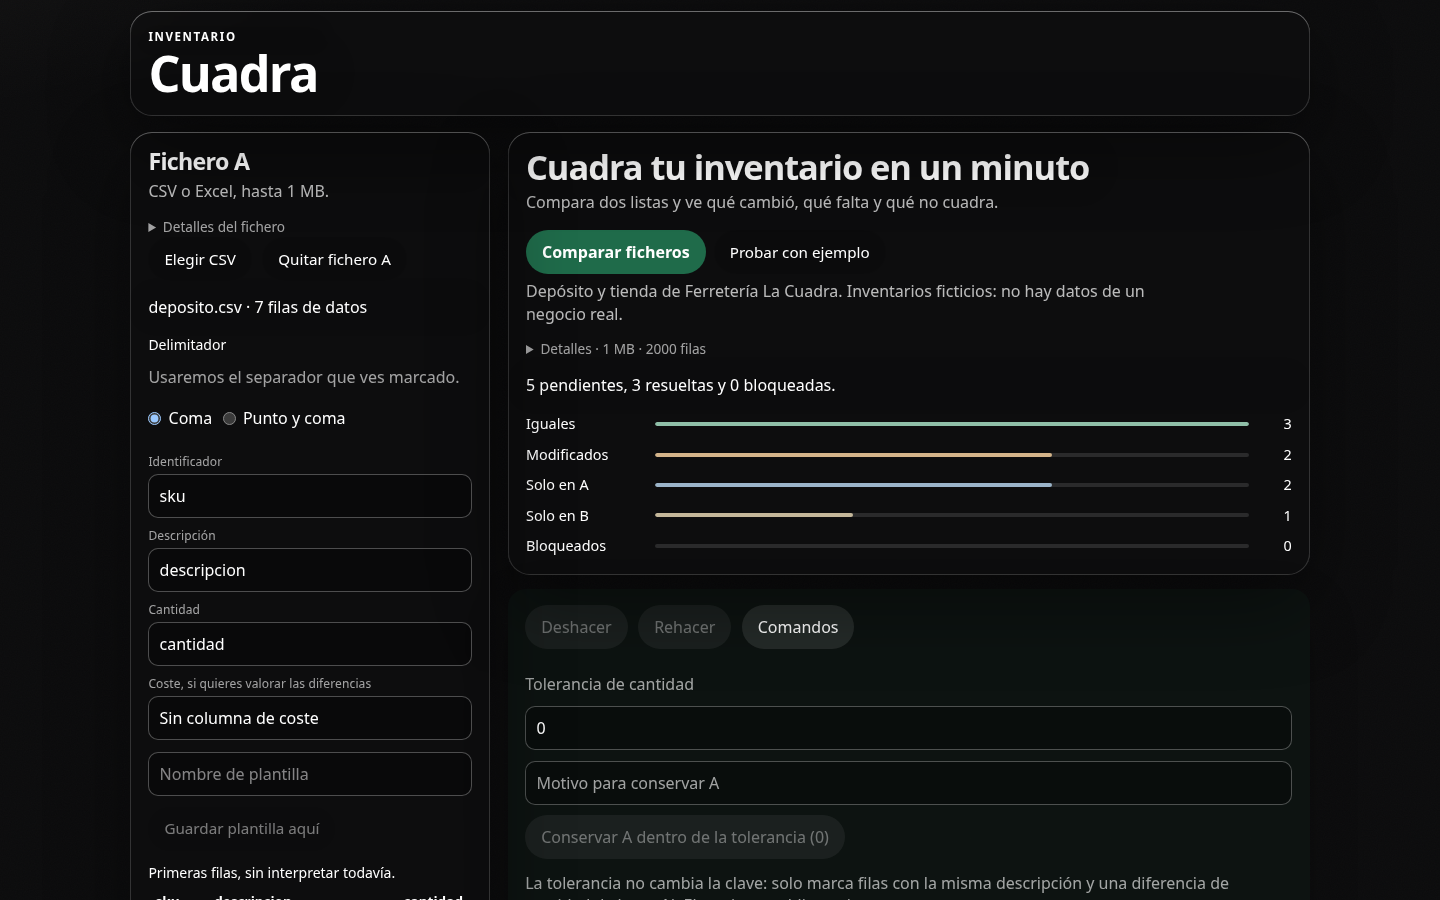 INVENTARIO
Cuadra
Fichero A
CSV o Excel, hasta 1 MB.
Detalles del fichero
Elegir CSV
Quitar fichero A
deposito.csv · 7 filas de datos
Delimitador
Usaremos el separador que ves marcado.
Coma
Punto y coma
Identificador
sku
Descripción
descripcion
Cantidad
cantidad
Coste, si quieres valorar las diferencias
Sin columna de coste
Nombre de plantilla
Guardar plantilla aquí
Primeras filas, sin interpretar todavía.
Cuadra tu inventario en un minuto
Compara dos listas y ve qué cambió, qué falta y qué no cuadra.
Comparar ficheros
Probar con ejemplo
Depósito y tienda de Ferretería La Cuadra. Inventarios ficticios: no hay datos de un
negocio real.
Detalles · 1 MB · 2000 filas
5 pendientes, 3 resueltas y 0 bloqueadas.
Iguales 3
Modificados 2
Solo en A 2
Solo en B 1
Bloqueados 0
Deshacer
Rehacer
Comandos
Tolerancia de cantidad
0
Motivo para conservar A
Conservar A dentro de la tolerancia (0)
La tolerancia no cambia la clave: solo marca filas con la misma descripción y una diferencia de